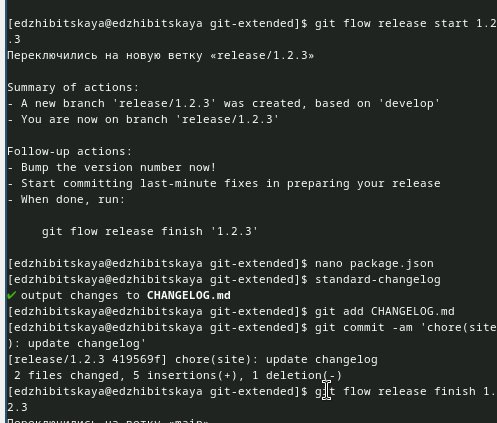 [edzhibitskaya@edzhibitskaya git-extended]$ git flow release start 1.2
.3
Переключились на новую ветку «release/1.2.3»
Summary of actions:
- A new branch 'release/1.2.3' was created, based on 'develop'
- You are now on branch 'release/1.2.3'
Follow-up actions:
- Bump the version number now!
- Start committing last-minute fixes in preparing your release
- When done, run:
git flow release finish '1.2.3'
[edzhibitskaya@edzhibitskaya git-extended]$ nano package.json
[edzhibitskaya@edzhibitskaya git-extended]$ standard-changelog
✔ output changes to CHANGELOG.md
[edzhibitskaya@edzhibitskaya git-extended]$ git add CHANGELOG.md
[edzhibitskaya@edzhibitskaya git-extended]$ git commit -am 'chore(site
): update changelog'
[release/1.2.3 419569f] chore(site): update changelog
2 files changed, 5 insertions(+), 1 deletion(-)
[edzhibitskaya@edzhibitskaya git-extended]$ git flow release finish 1.
2.3
Переключились на ветку «main»